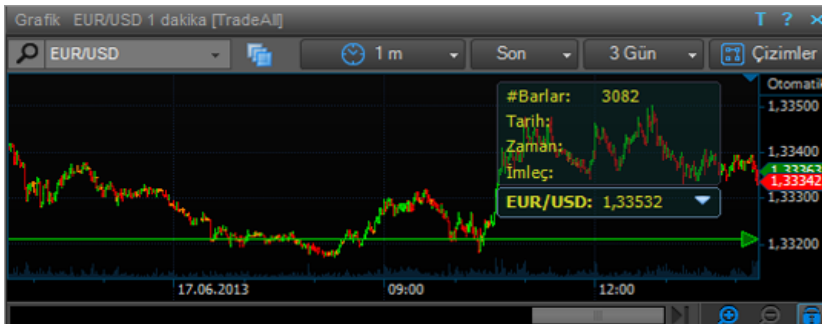 Grafik EUR/USD 1 dakika [TradeAll] T ?
EUR/USD 1 m Son 3 Gün Çizimler
#Barlar: 3082
Tarih:
Zaman:
İmleç:
EUR/USD: 1,33532
Otomatik
1,33500
1,33400
1,33363
1,33342
1,33300
1,33200
17.06.2013 09:00 12:00